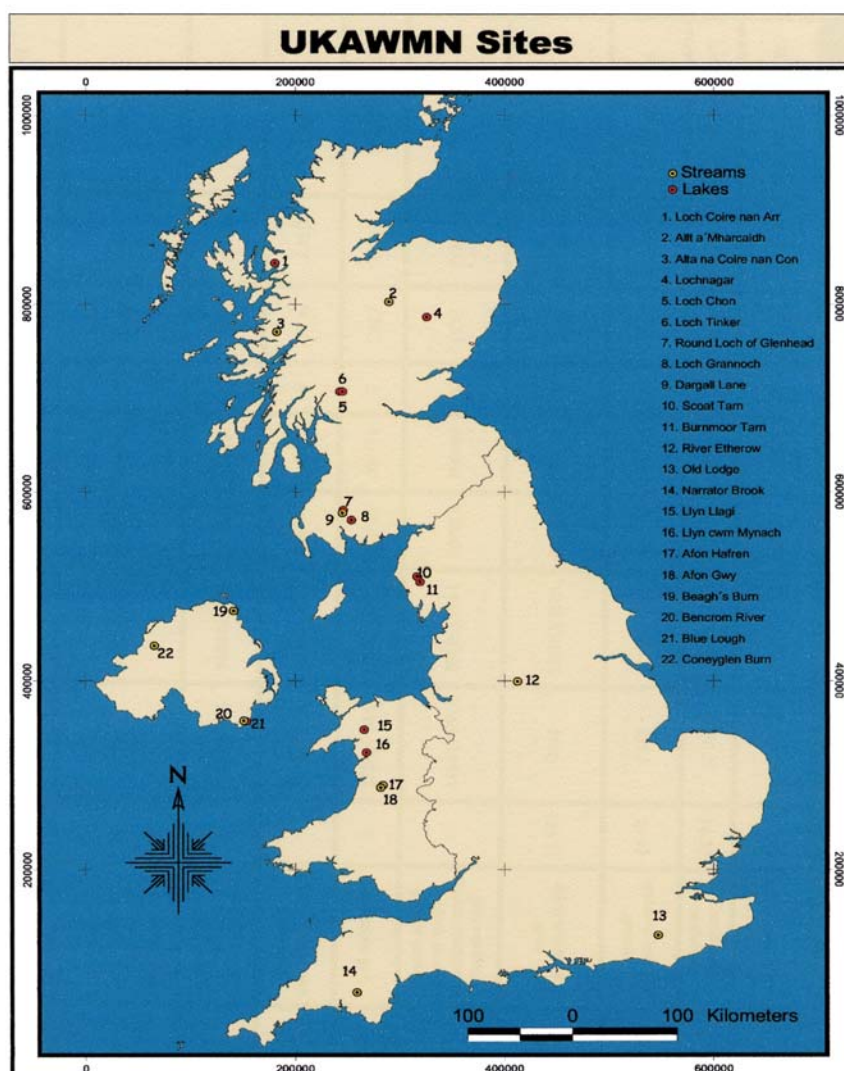 UKAWMN Sites
0 200000 400000 600000
1000000 1000000
Streams
Lakes
1. Loch Coire nan Arr
2. Allt a'Mharcaidh
3. Alta na Coire nan Con
4. Lochnagar
5. Loch Chon
6. Loch Tinker
7. Round Loch of Glenhead
8. Loch Grannoch
9. Dargall Lane
10. Scoat Tarn
11. Burnmoor Tarn
12. River Etherow
13. Old Lodge
14. Narrator Brook
15. Llyn Llagi
16. Llyn cwm Mynach
17. Afon Hafren
18. Afon Gwy
19. Beagh's Burn
20. Bencrom River
21. Blue Lough
22. Coneyglen Burn
1
800000 2 800000
4
3
6
5
600000 600000
7
9 8
10
11
19
22
400000 12 400000
20 21
15
16
N
17
18
200000 200000
13
14
100 0 100 Kilometers
0 200000 400000 600000